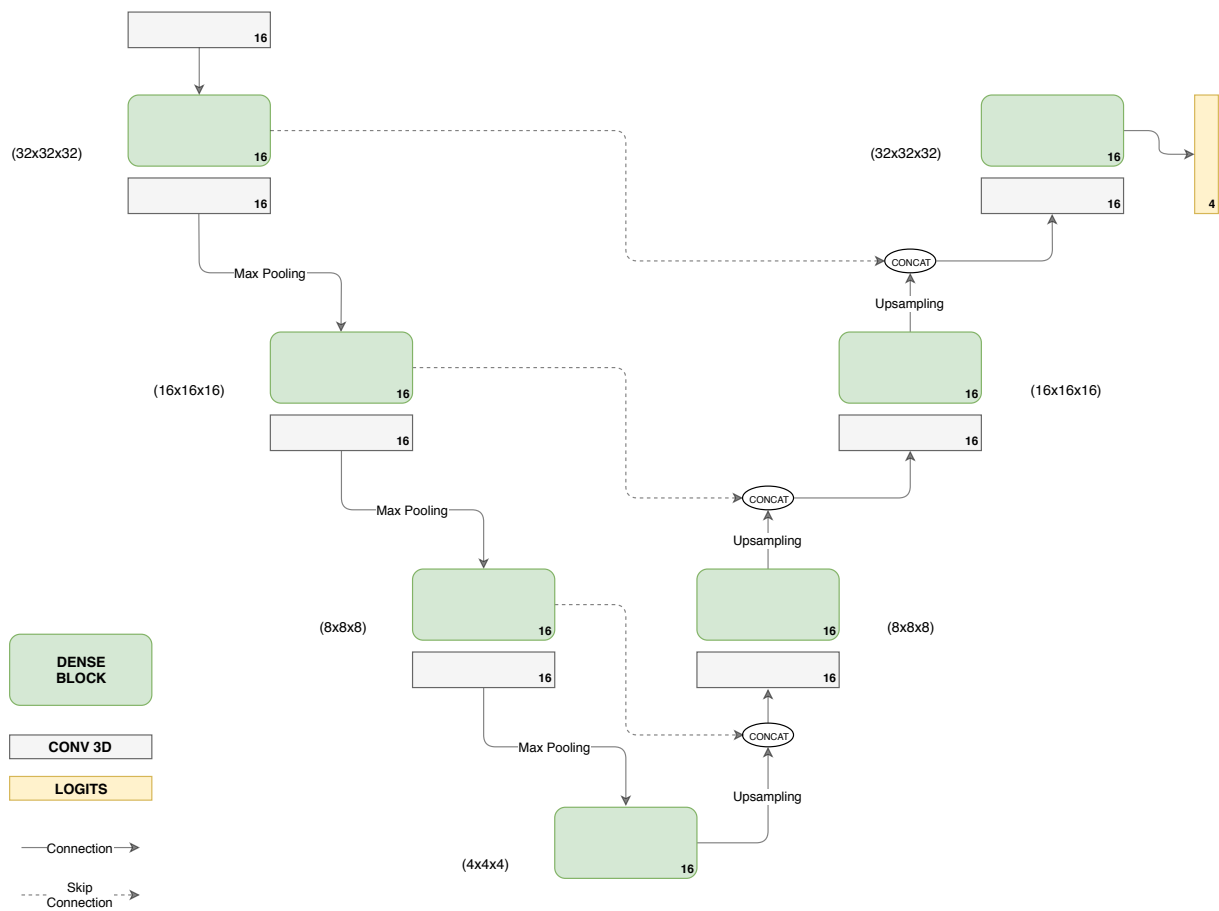 16
16
(32x32x32)
16
Max Pooling
16
(16x16x16)
16
Max Pooling
16
(8x8x8)
16
Max Pooling
16
(4x4x4)
Upsampling
CONCAT
16
16
(8x8x8)
Upsampling
CONCAT
16
16
(16x16x16)
Upsampling
CONCAT
16
(32x32x32)
16
4
DENSE
BLOCK
CONV 3D
LOGITS
Connection
Skip
Connection